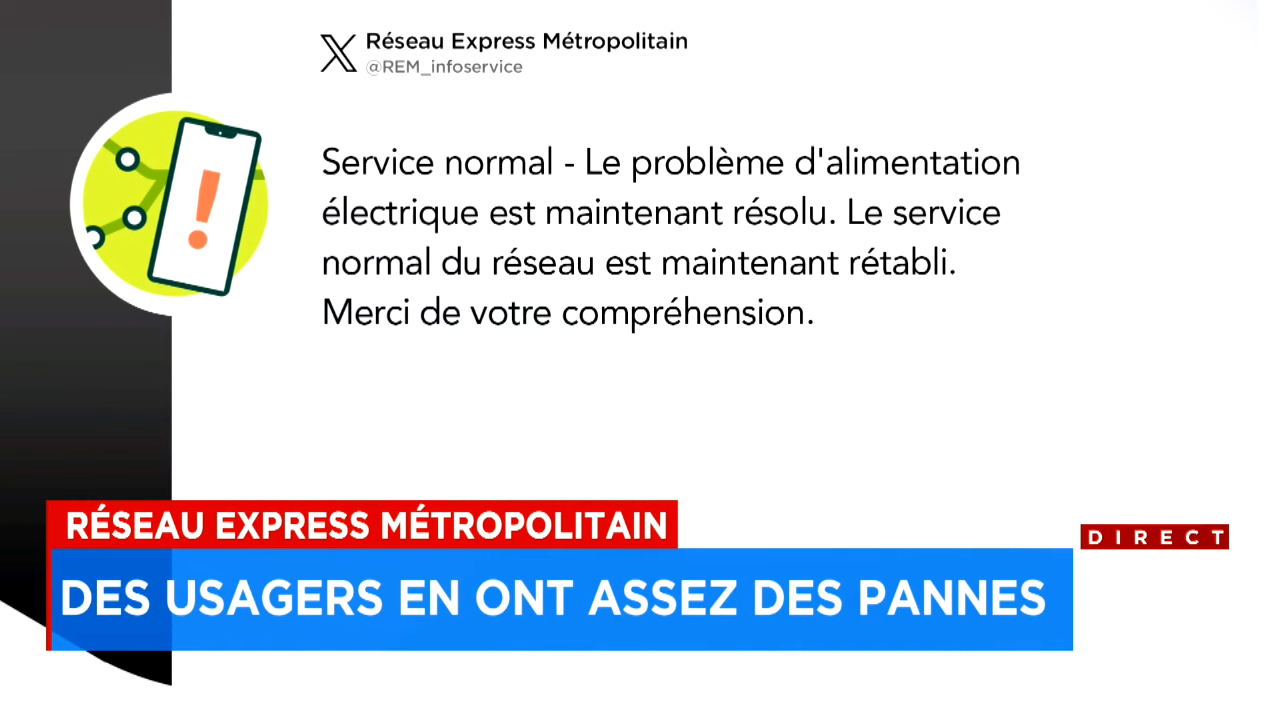 Réseau Express Métropolitain
@REM_infoservice
Service normal - Le problème d'alimentation
électrique est maintenant résolu. Le service
normal du réseau est maintenant rétabli.
Merci de votre compréhension.
RÉSEAU EXPRESS MÉTROPOLITAIN
DIRECT
DES USAGERS EN ONT ASSEZ DES PANNES